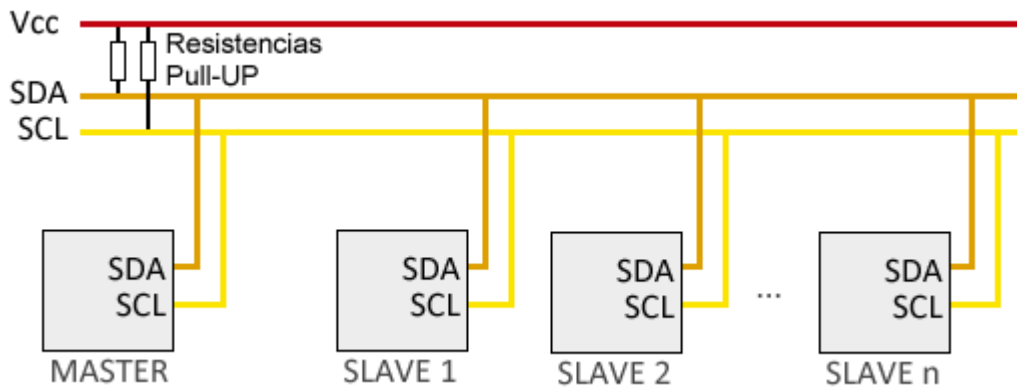 Vcc
Resistencias
Pull-UP
SDA
SCL
SDA
SCL
MASTER
SDA
SCL
SLAVE 1
SDA
SCL
SLAVE 2
...
SDA
SCL
SLAVE n